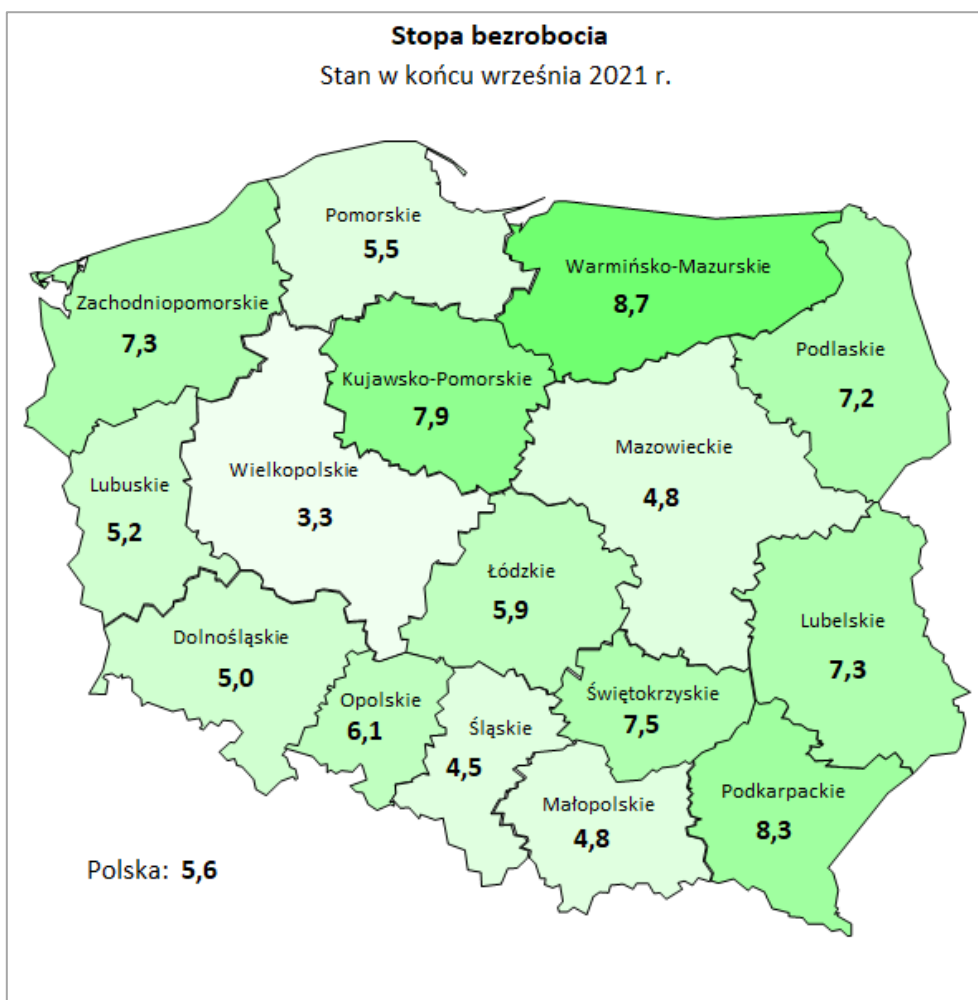 Stopa bezrobocia
Stan w końcu września 2021 r.
Pomorskie
5,5
Warmińsko-Mazurskie
8,7
Zachodniopomorskie
7,3
Podlaskie
7,2
Kujawsko-Pomorskie
7,9
Mazowieckie
4,8
Wielkopolskie
3,3
Lubuskie
5,2
Łódzkie
5,9
Lubelskie
7,3
Dolnośląskie
5,0
Opolskie
6,1
Świętokrzyskie
7,5
Śląskie
4,5
Podkarpackie
8,3
Małopolskie
4,8
Polska: 5,6